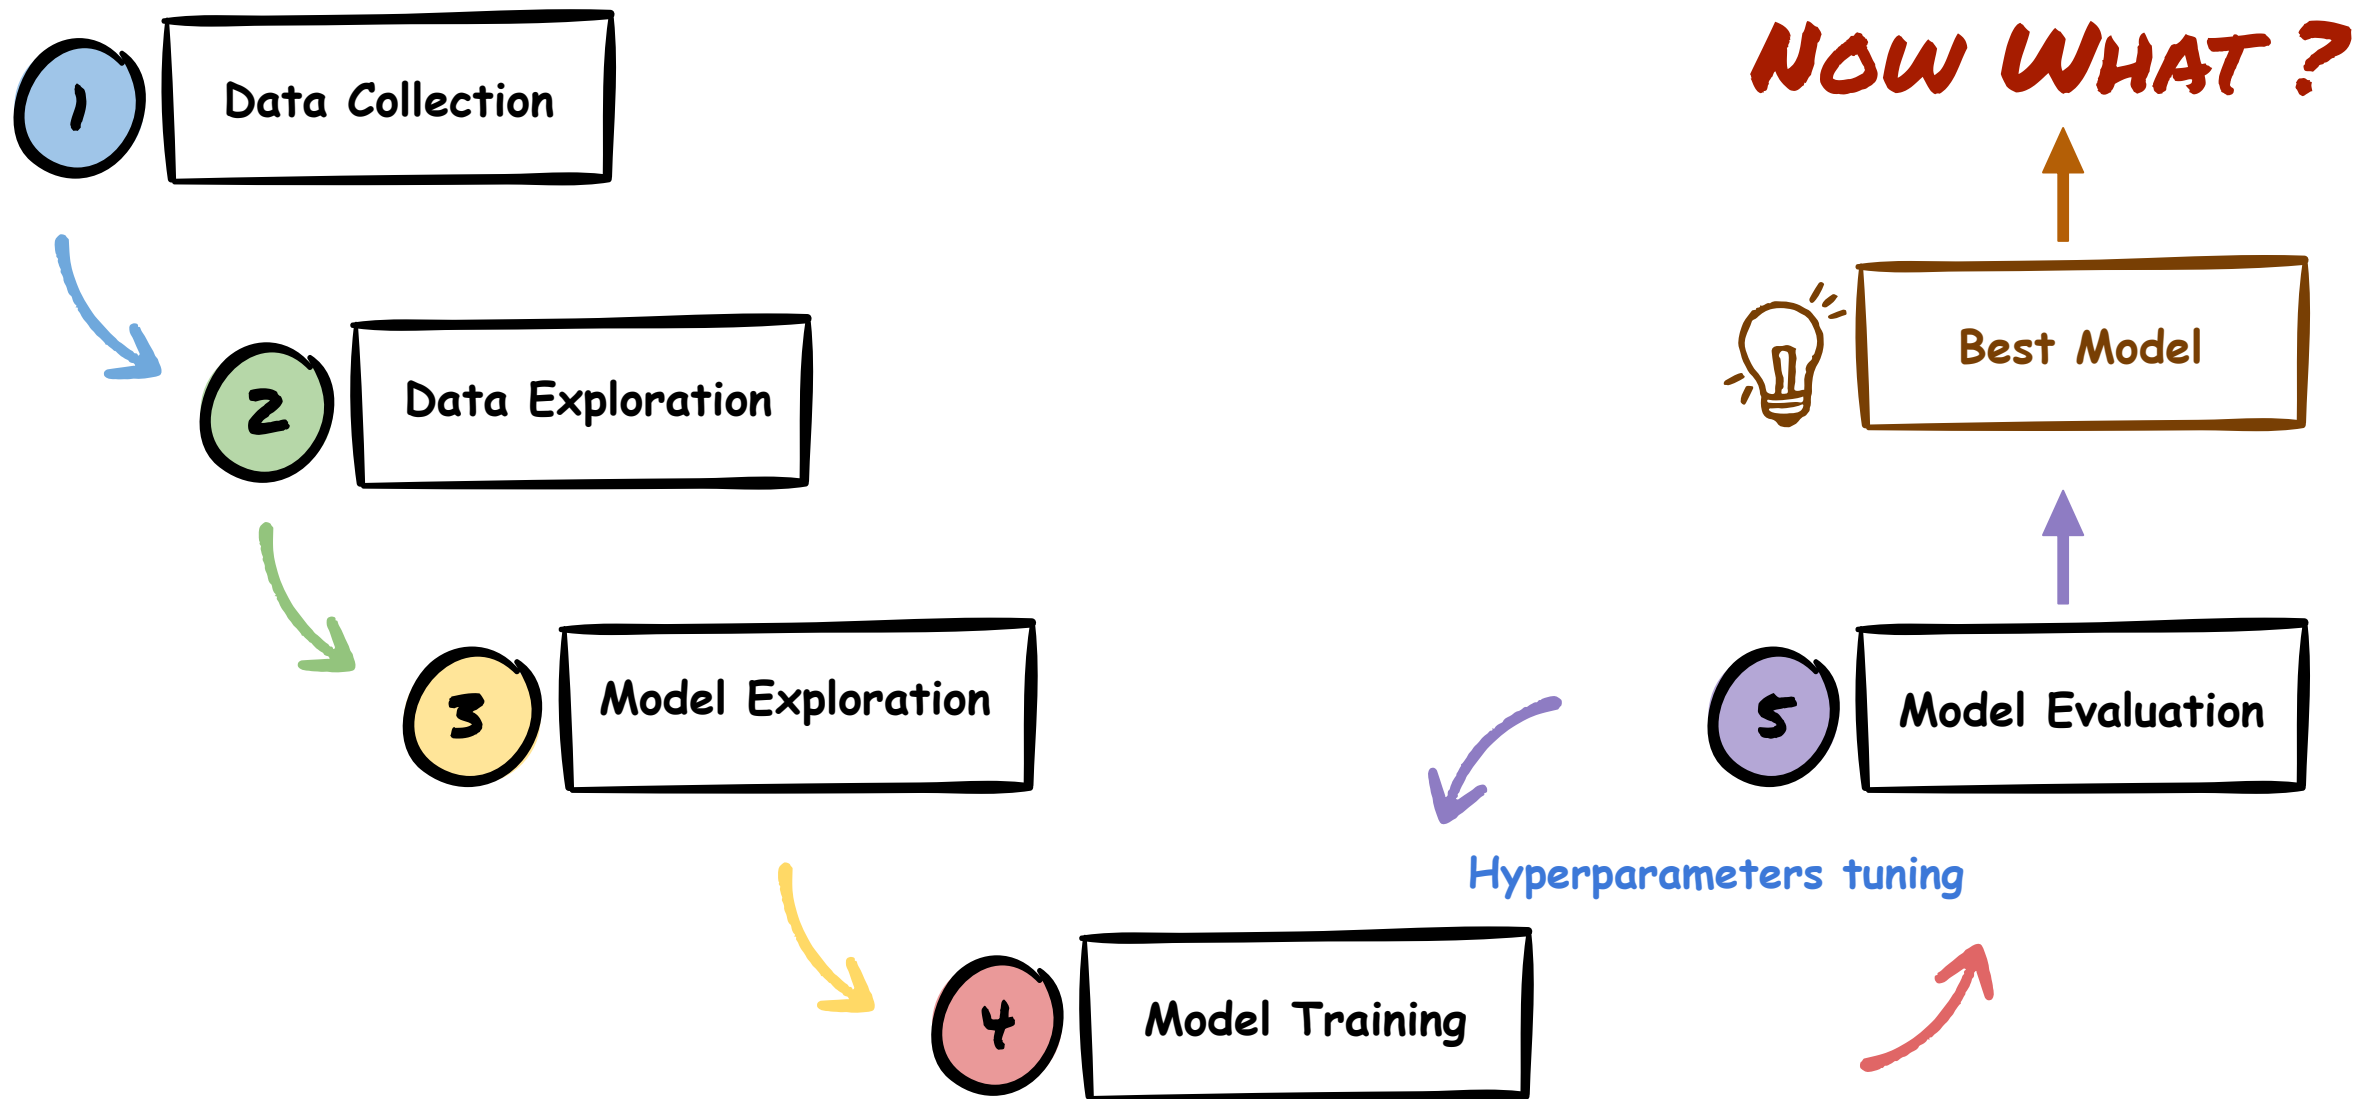 1
Data Collection
2
Data Exploration
3
Model Exploration
4
Model Training
Hyperparameters tuning
5
Model Evaluation
Best Model
NOW WHAT ?